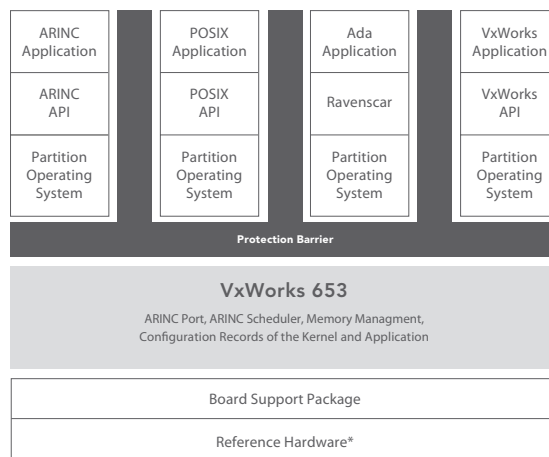 ARINC
Application
POSIX
Application
Ada
Application
VxWorks
Application
ARINC
API
POSIX
API
Ravenscar
VxWorks
API
Partition
Operating
System
Partition
Operating
System
Partition
Operating
System
Partition
Operating
System
Protection Barrier
VxWorks 653
ARINC Port, ARINC Scheduler, Memory Managment,
Configuration Records of the Kernel and Application
Board Support Package
Reference Hardware*